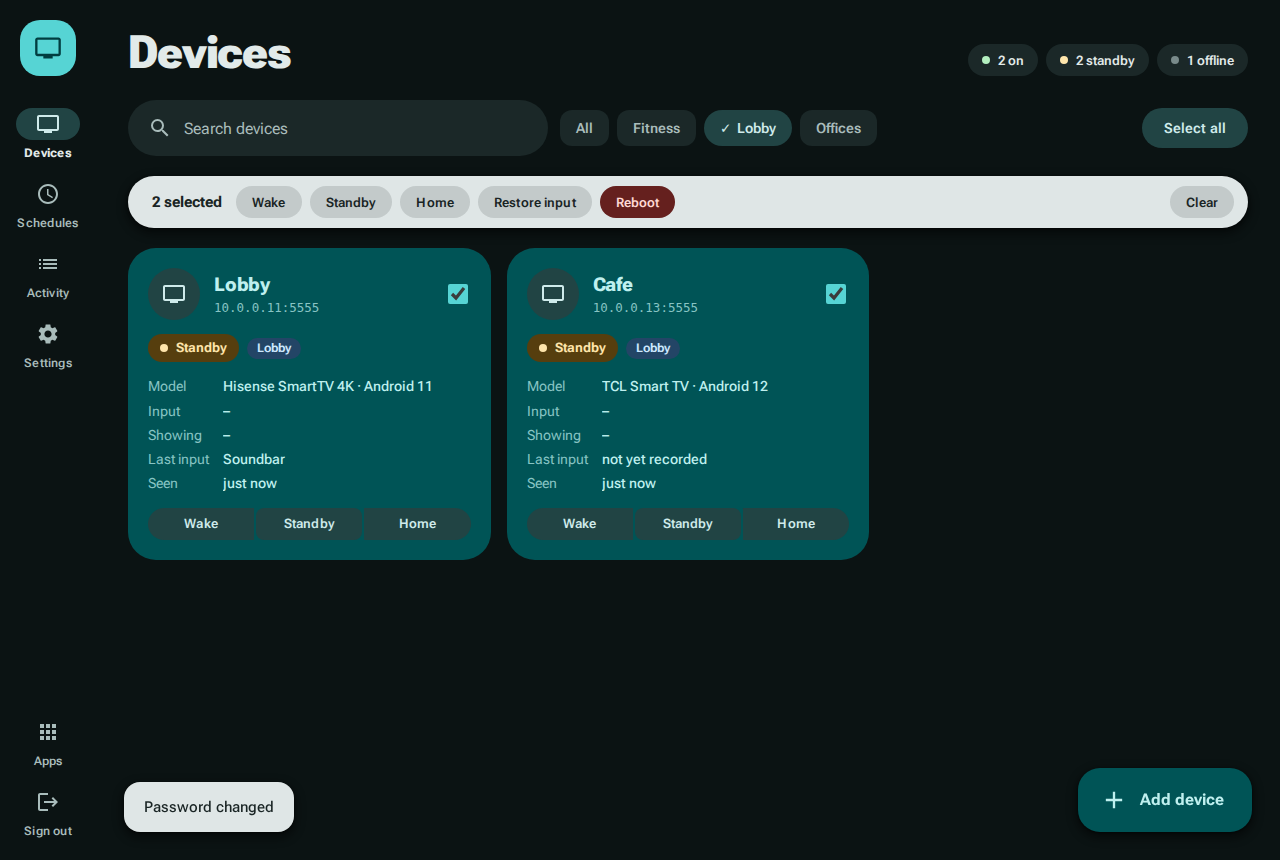 Devices
2 on
2 standby
1 offline
Devices
Schedules
Activity
Settings
Apps
Sign out
Search devices
All
Fitness
✓ Lobby
Offices
Select all
2 selected
Wake
Standby
Home
Restore input
Reboot
Clear
Lobby
10.0.0.11:5555
Standby
Lobby
Model Hisense SmartTV 4K · Android 11
Input –
Showing –
Last input Soundbar
Seen just now
Wake
Standby
Home
Cafe
10.0.0.13:5555
Standby
Lobby
Model TCL Smart TV · Android 12
Input –
Showing –
Last input not yet recorded
Seen just now
Wake
Standby
Home
Password changed
Add device